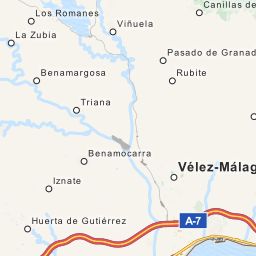 Canillas de
Los Romanes
Viñuela
La Zubia
Pasado de Granad
Benamargosa
Rubite
Triana
Benamocarra
Vélez-Málag
Iznate
A-7
Huerta de Gutiérrez